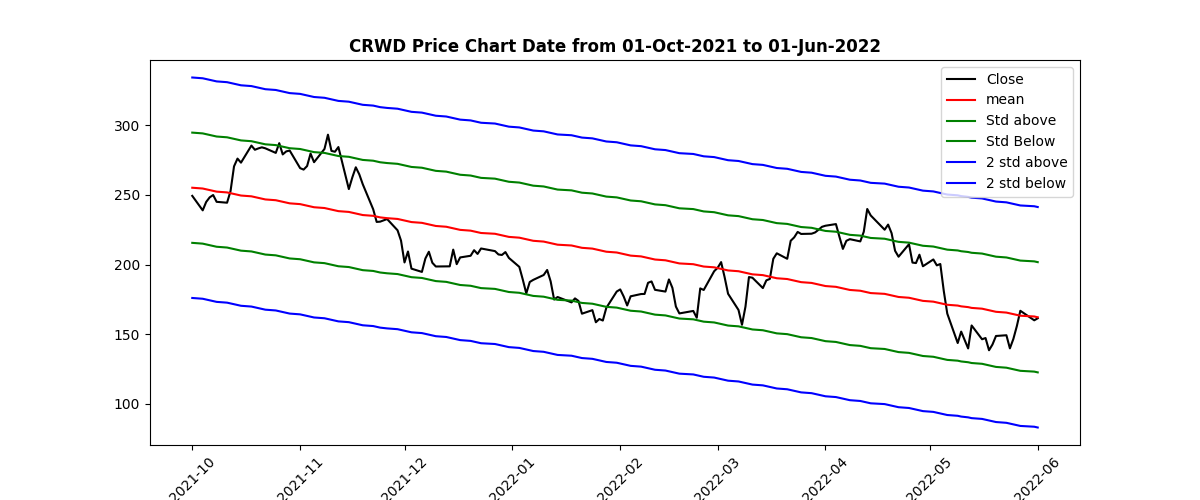 CRWD Price Chart Date from 01-Oct-2021 to 01-Jun-2022
Close
mean
Std above
Std Below
2 std above
2 std below
300
250
200
150
100
2021-10
2021-11
2021-12
2022-01
2022-02
2022-03
2022-04
2022-05
2022-06